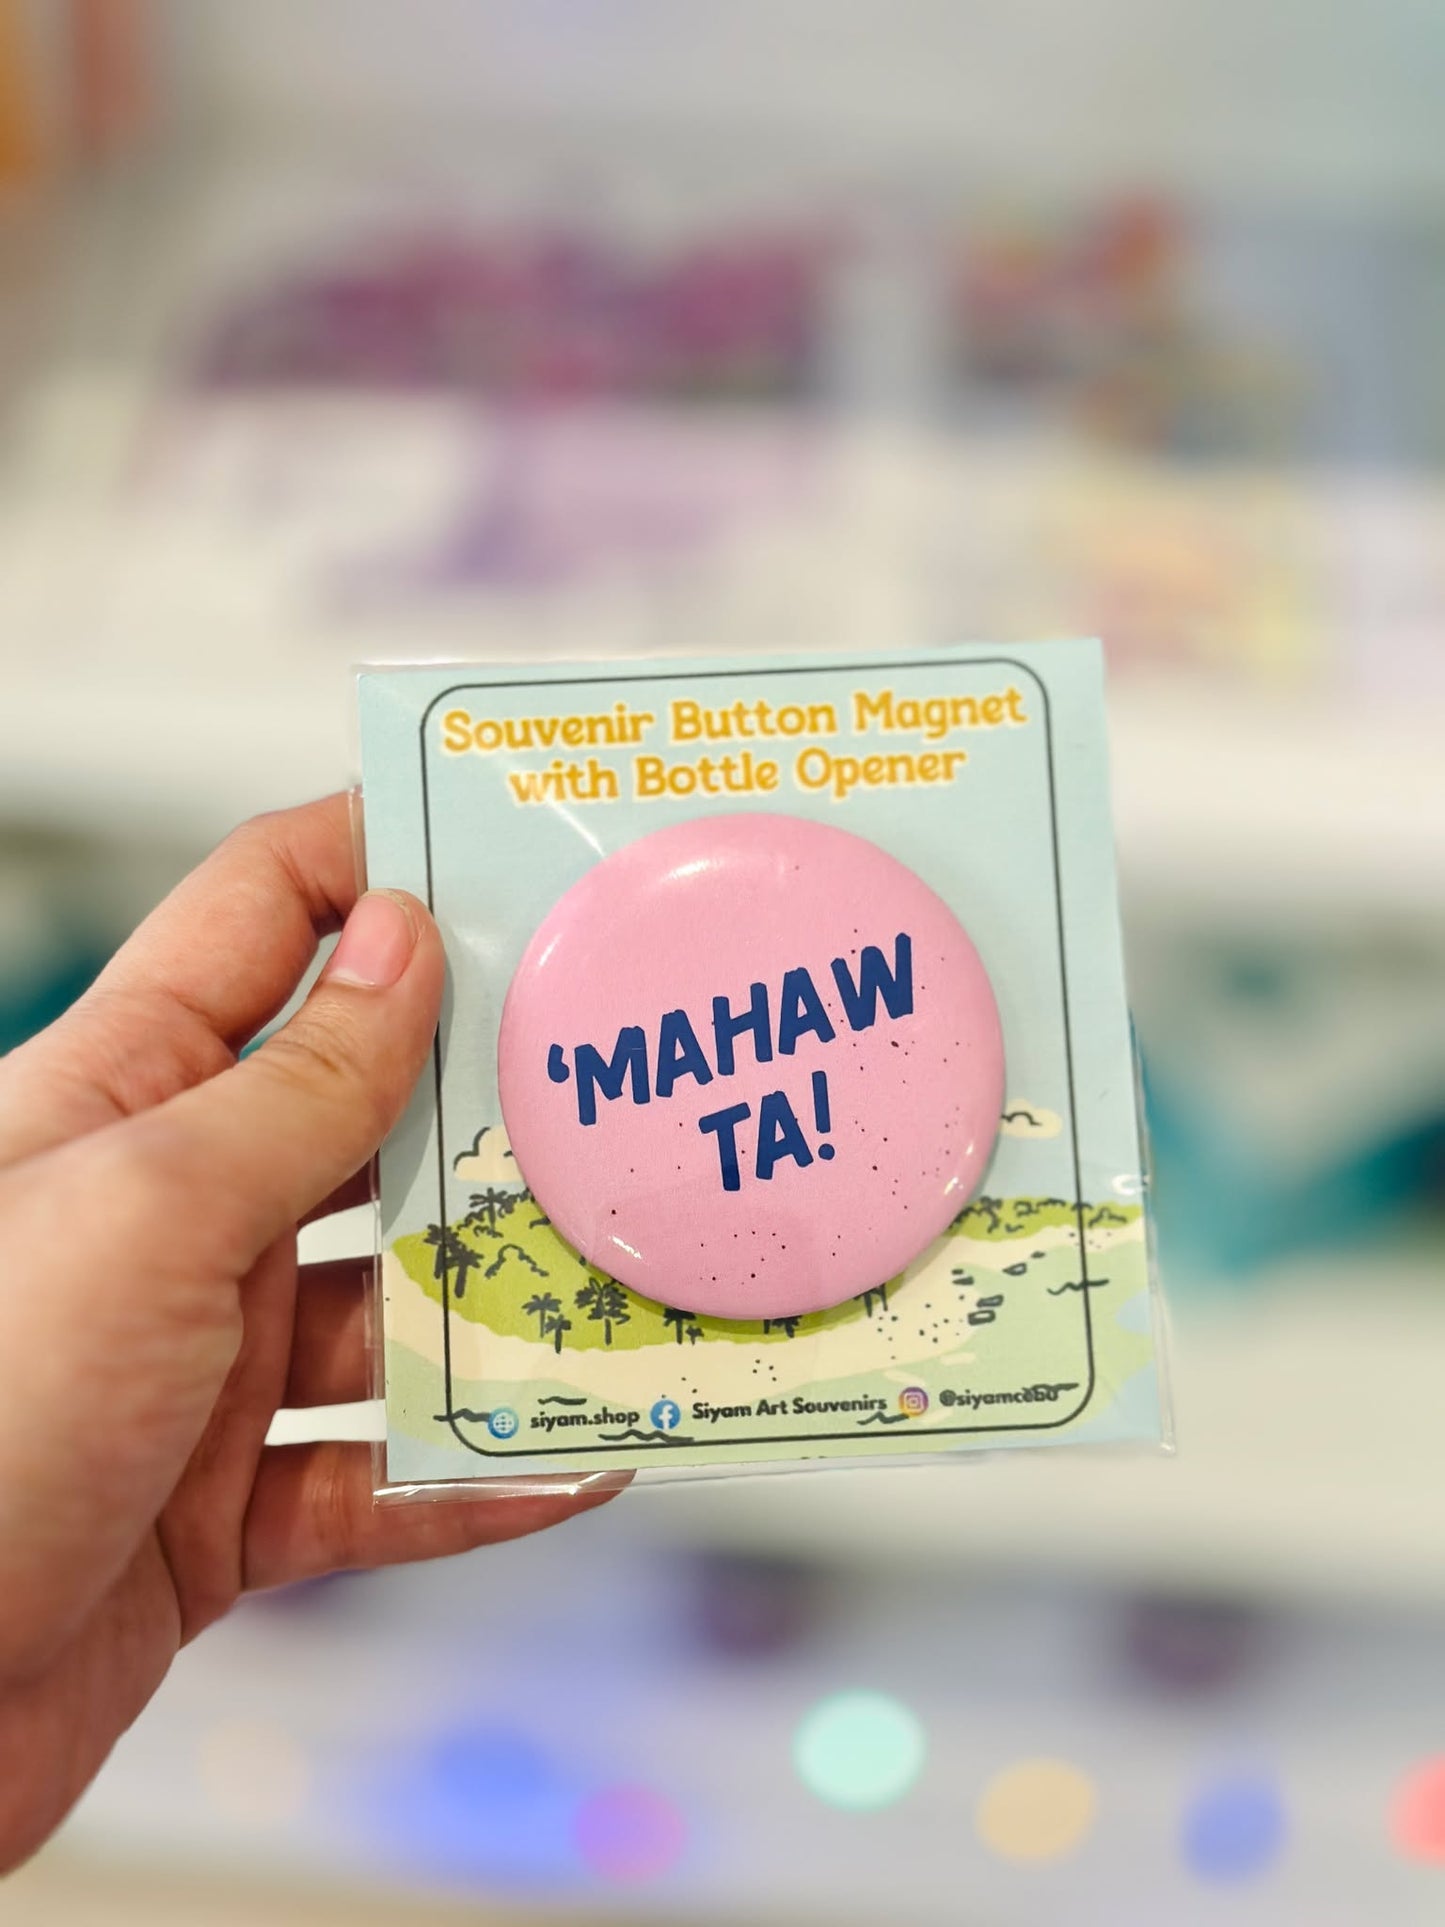 Souvenir Button Magnet
with Bottle Opener
‘MAHAW
TA!
siyam.shop Siyam Art Souvenirs @siyamcebu